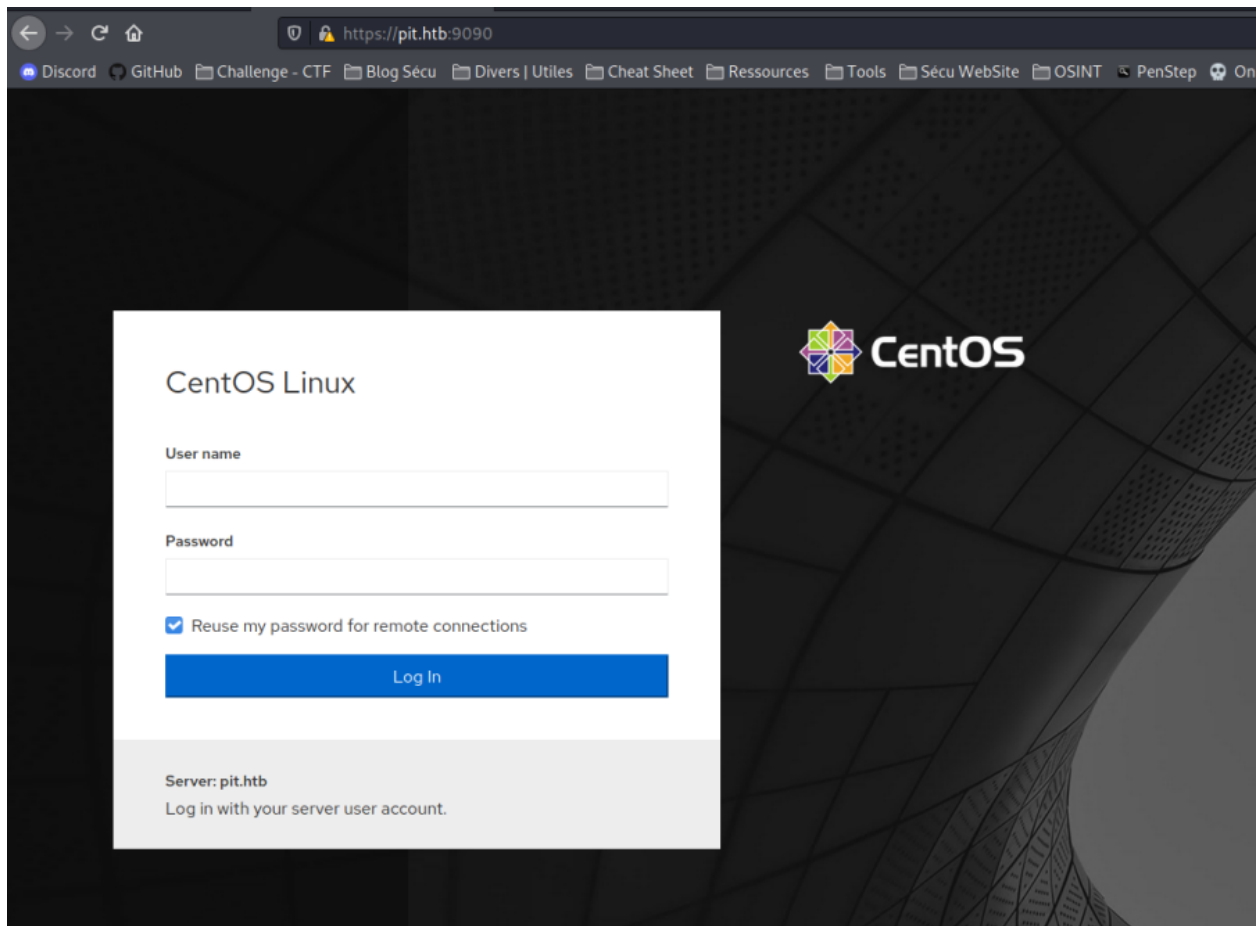 https://pit.htb:9090
Discord GitHub Challenge - CTF Blog Sécu Divers | Utiles Cheat Sheet Ressources Tools Sécu WebSite OSINT PenStep On
CentOS
CentOS Linux
User name
Password
Reuse my password for remote connections
Log In
Server: pit.htb
Log in with your server user account.